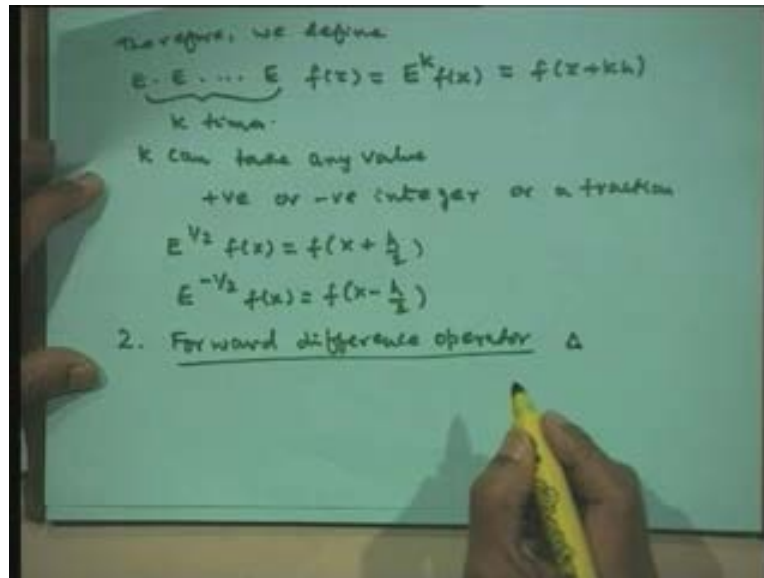 Therefore, we define
E · E · ... E f(x) = E^k f(x) = f(x+kh)
k times.
k can take any value
+ve or -ve integer or a fraction
E^{1/2} f(x) = f(x + h/2)
E^{-1/2} f(x) = f(x - h/2)
2. Forward difference operator Δ